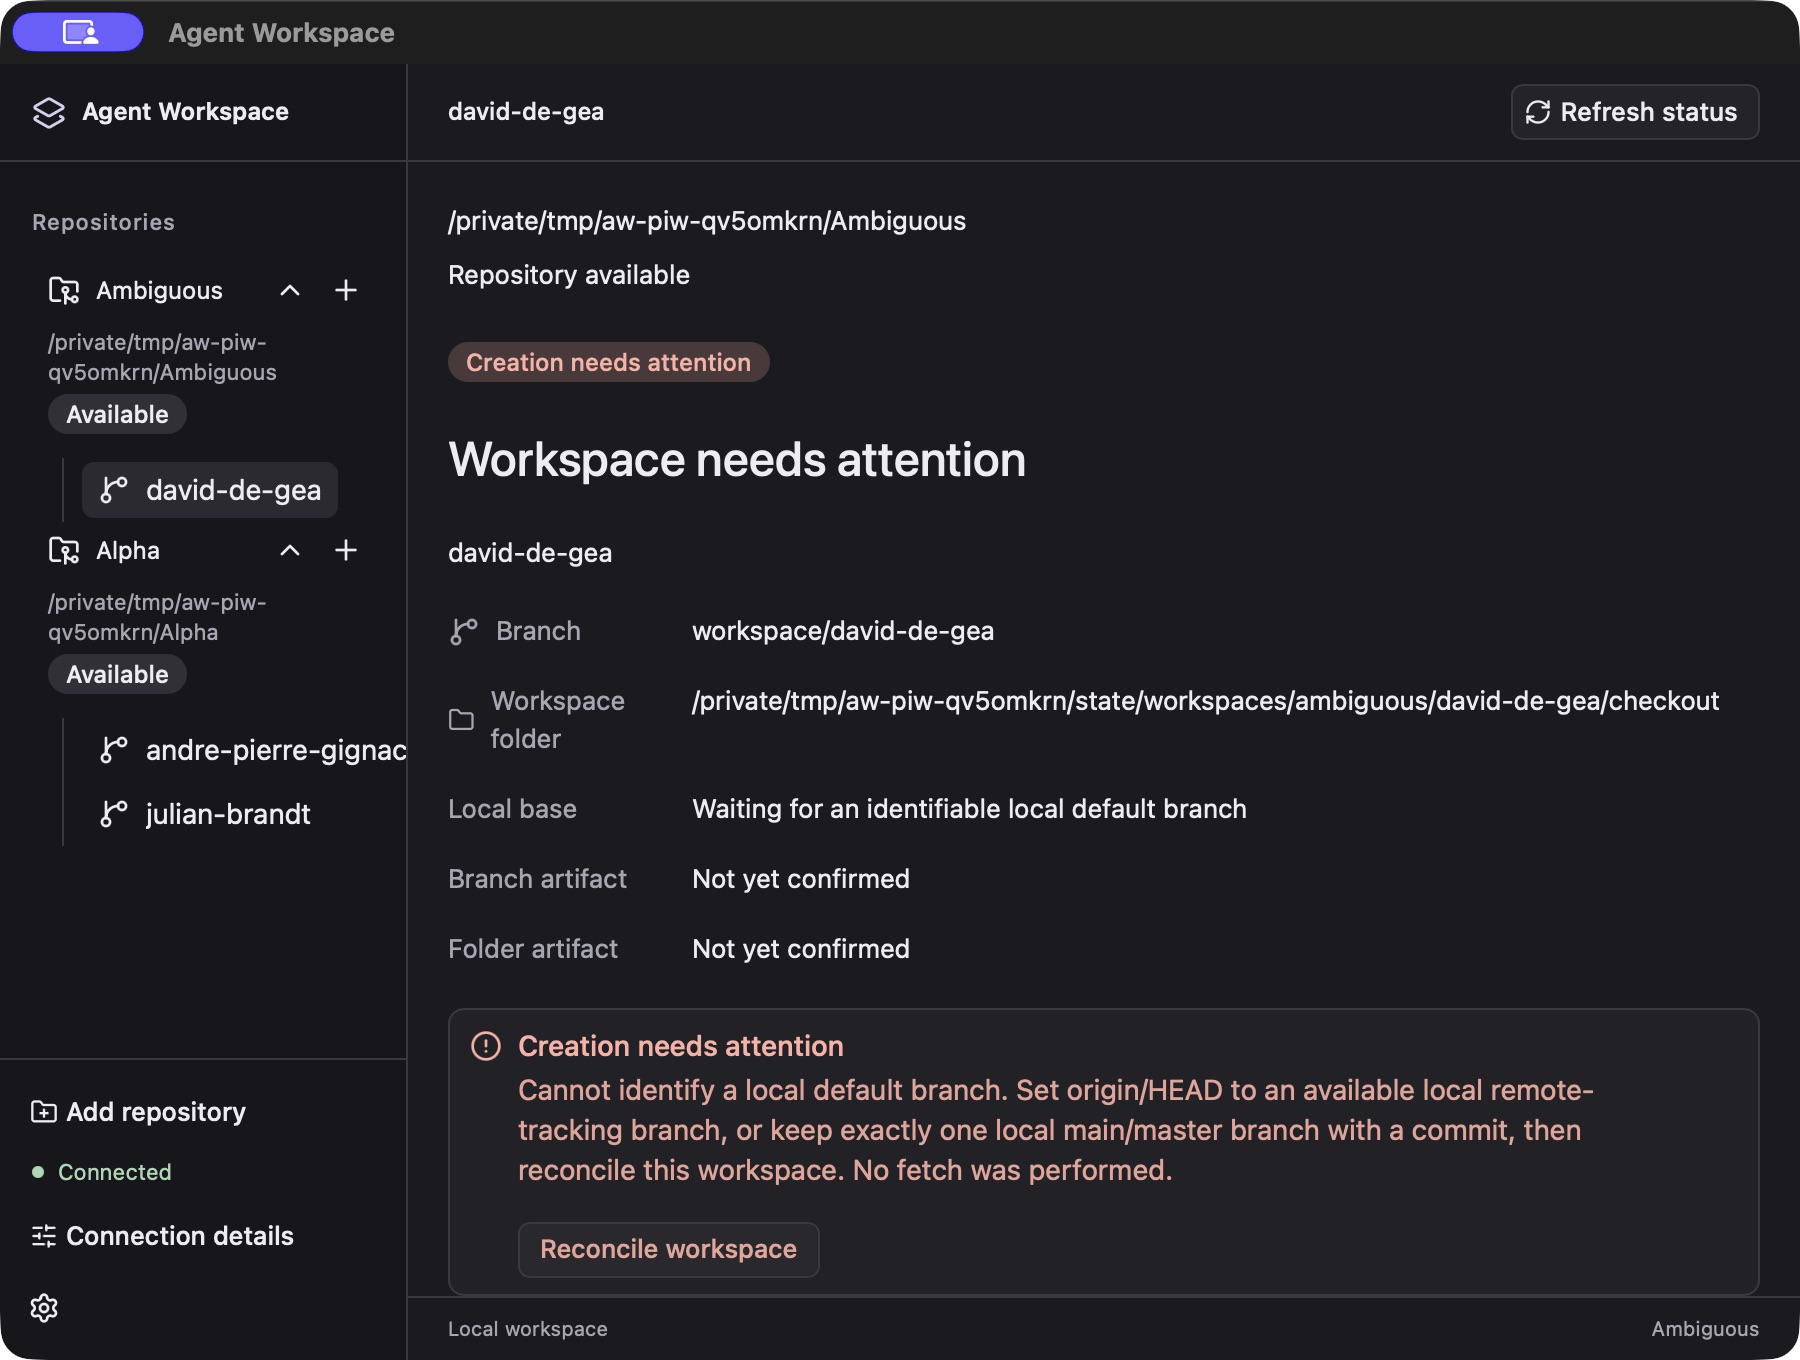 Agent Workspace
Agent Workspace
Repositories
Ambiguous
/private/tmp/aw-piw-
qv5omkrn/Ambiguous
Available
david-de-gea
Alpha
/private/tmp/aw-piw-
qv5omkrn/Alpha
Available
andre-pierre-gignac
julian-brandt
Add repository
Connected
Connection details
david-de-gea
Refresh status
/private/tmp/aw-piw-qv5omkrn/Ambiguous
Repository available
Creation needs attention
Workspace needs attention
david-de-gea
Branch workspace/david-de-gea
Workspace folder /private/tmp/aw-piw-qv5omkrn/state/workspaces/ambiguous/david-de-gea/checkout
Local base Waiting for an identifiable local default branch
Branch artifact Not yet confirmed
Folder artifact Not yet confirmed
Creation needs attention
Cannot identify a local default branch. Set origin/HEAD to an available local remote-
tracking branch, or keep exactly one local main/master branch with a commit, then
reconcile this workspace. No fetch was performed.
Reconcile workspace
Local workspace
Ambiguous